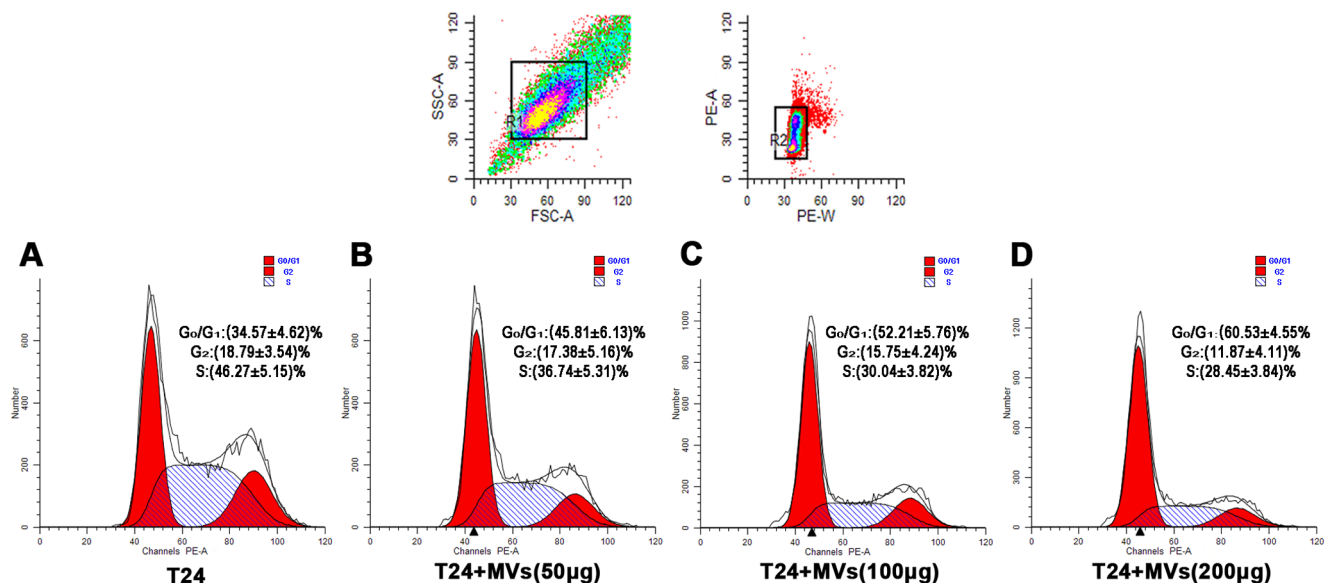 120
90
60
30
0
SSC-A
R1
0 30 60 90 120
FSC-A
120
90
60
30
0
PE-A
R2
0 30 60 90 120
PE-W
A
G0/G1
G2
S
G0/G1:(34.57±4.62)%
G2:(18.79±3.54)%
S:(46.27±5.15)%
600
400
200
0
Number
0 20 40 60 80 100 120
Channels PE-A
T24
B
G0/G1
G2
S
G0/G1:(45.81±6.13)%
G2:(17.38±5.16)%
S:(36.74±5.31)%
600
400
200
0
Number
0 20 40 60 80 100 120
Channels PE-A
T24+MVs(50µg)
C
G0/G1
G2
S
G0/G1:(52.21±5.76)%
G2:(15.75±4.24)%
S:(30.04±3.82)%
1000
800
600
400
200
0
Number
0 20 40 60 80 100 120
Channels PE-A
T24+MVs(100µg)
D
G0/G1
G2
S
G0/G1:(60.53±4.55)%
G2:(11.87±4.11)%
S:(28.45±3.84)%
1200
900
600
300
0
Number
0 20 40 60 80 100 120
Channels PE-A
T24+MVs(200µg)